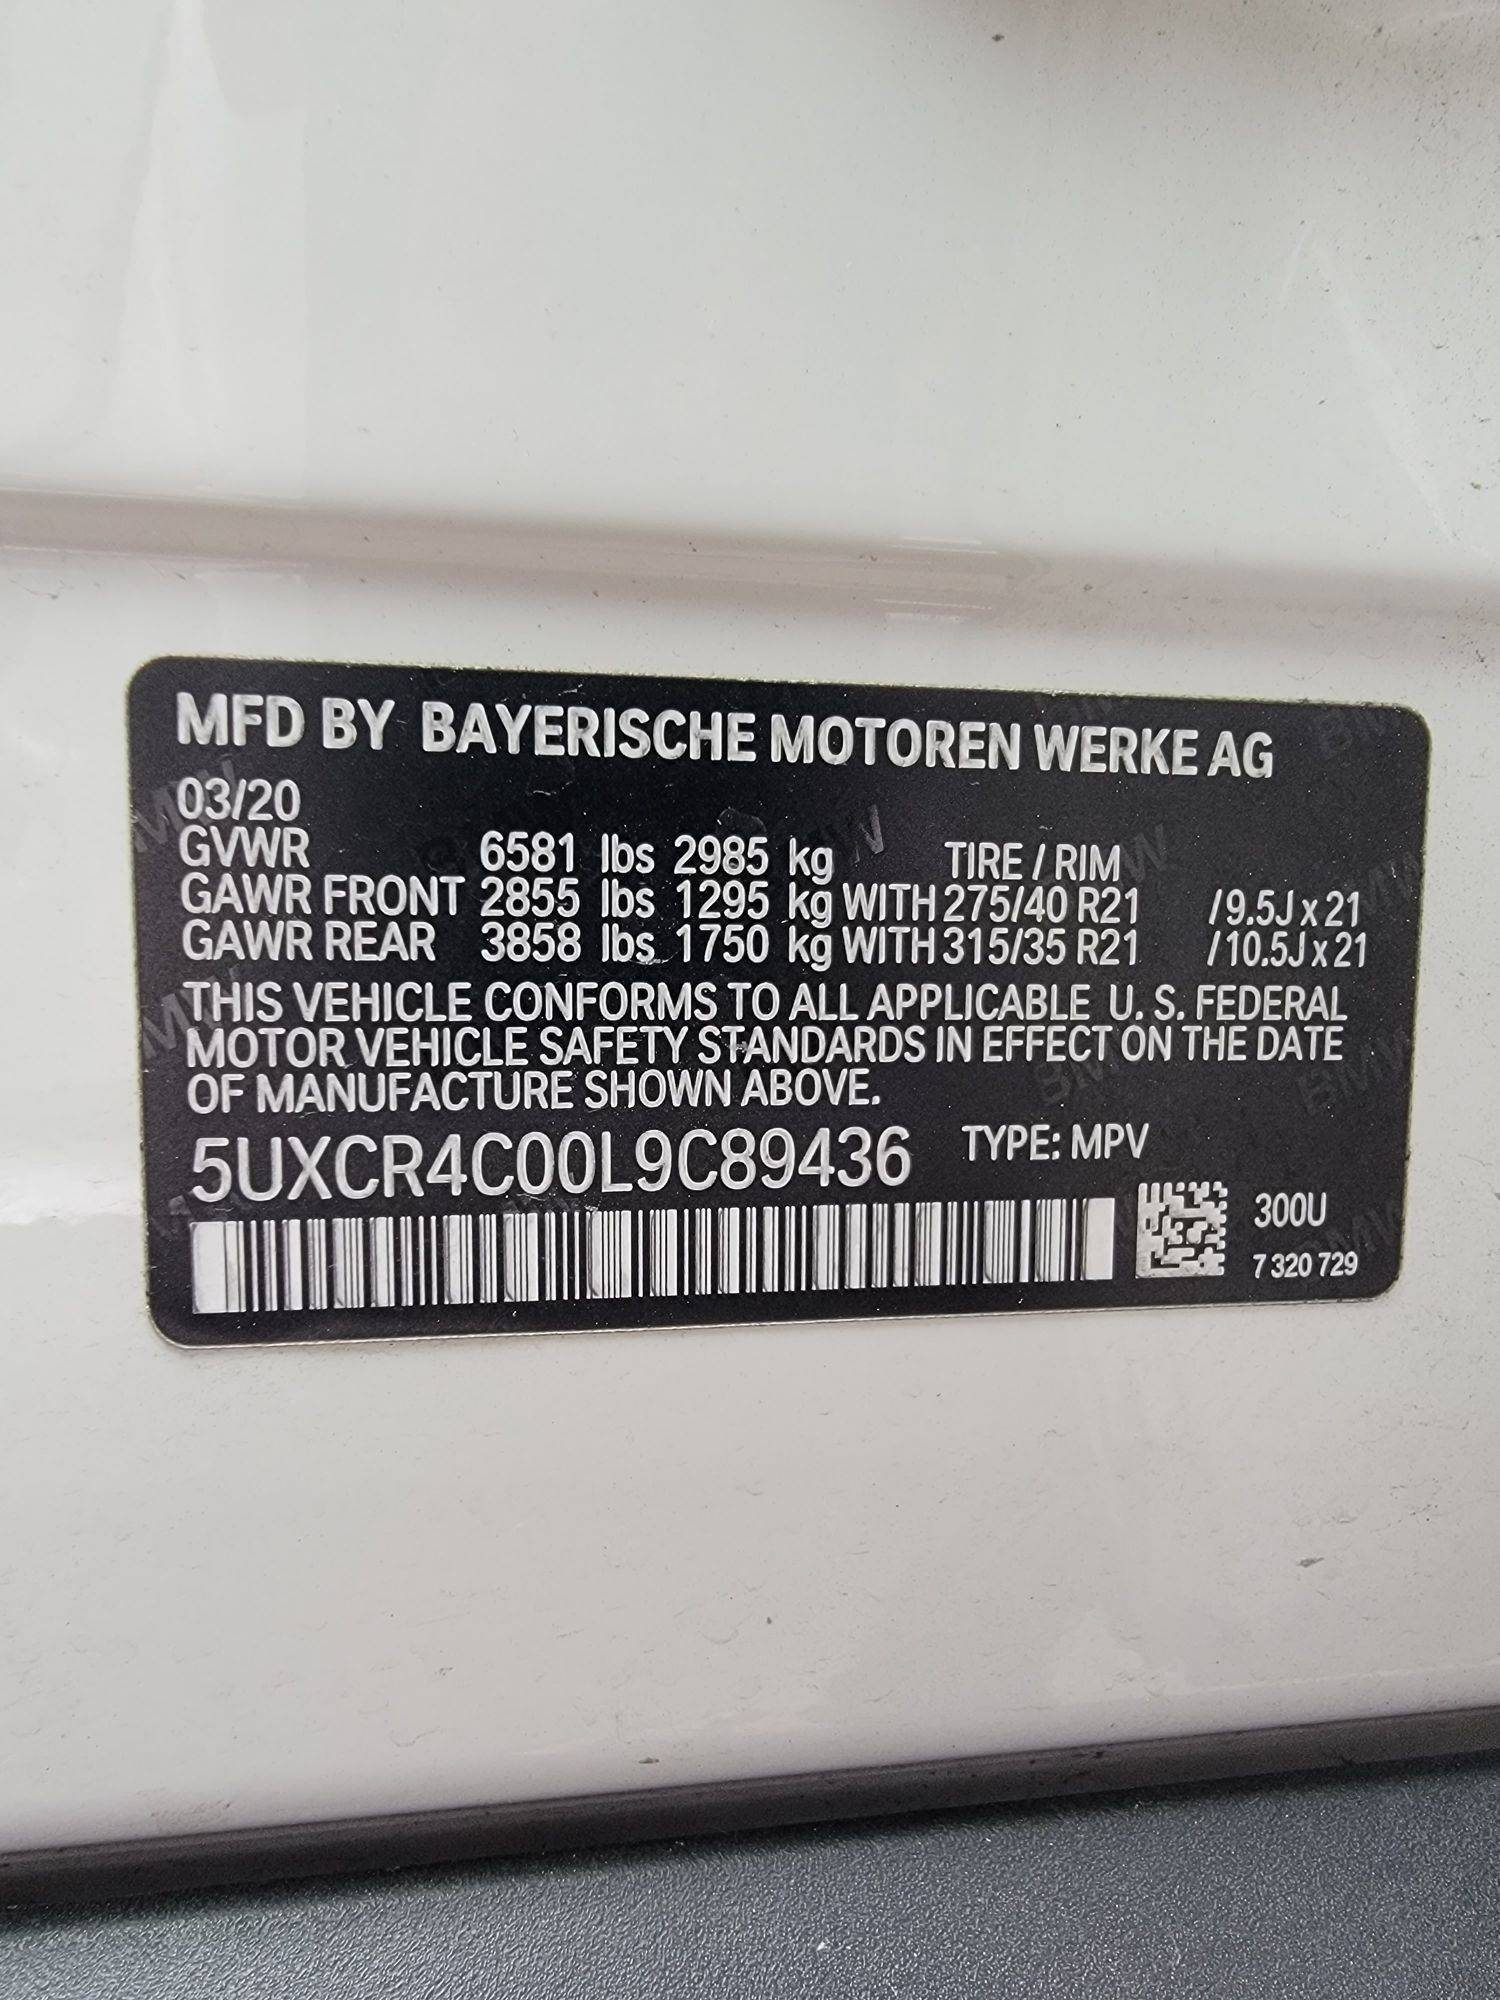 MFD BY BAYERISCHE MOTOREN WERKE AG
03/20
GVWR 6581 lbs 2985 kg TIRE / RIM
GAWR FRONT 2855 lbs 1295 kg WITH 275/40 R21 /9.5J x 21
GAWR REAR 3858 lbs 1750 kg WITH 315/35 R21 /10.5J x 21
THIS VEHICLE CONFORMS TO ALL APPLICABLE U. S. FEDERAL
MOTOR VEHICLE SAFETY STANDARDS IN EFFECT ON THE DATE
OF MANUFACTURE SHOWN ABOVE.
5UXCR4C00L9C89436 TYPE: MPV
300U
7 320 729